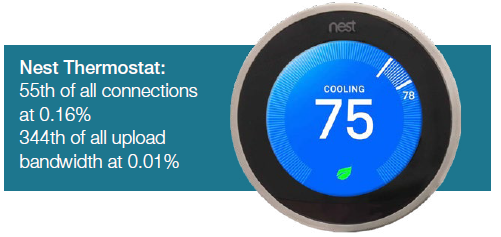 Nest Thermostat:
55th of all connections
at 0.16%
344th of all upload
bandwidth at 0.01%
nest
COOLING
75
78